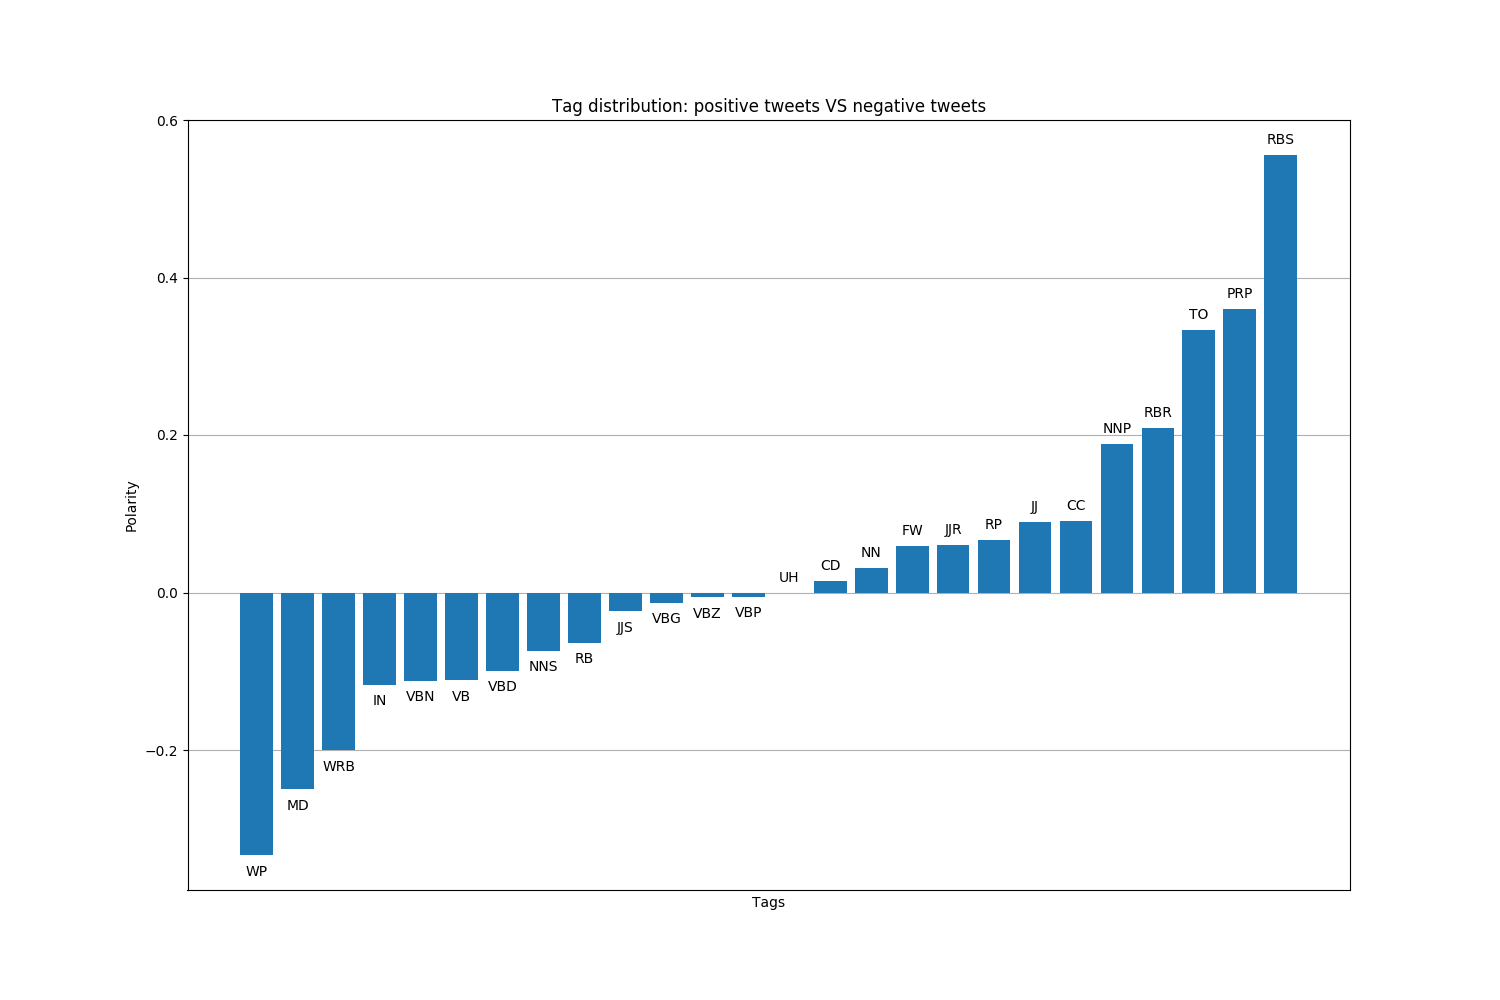 Tag distribution: positive tweets VS negative tweets
0.6
RBS
0.4
PRP
TO
RBR
0.2
NNP
JJ
CC
Polarity
FW
JJR
RP
NN
CD
UH
0.0
VBG
VBZ
VBP
JJS
RB
NNS
VBD
IN
VBN
VB
−0.2
WRB
MD
WP
Tags